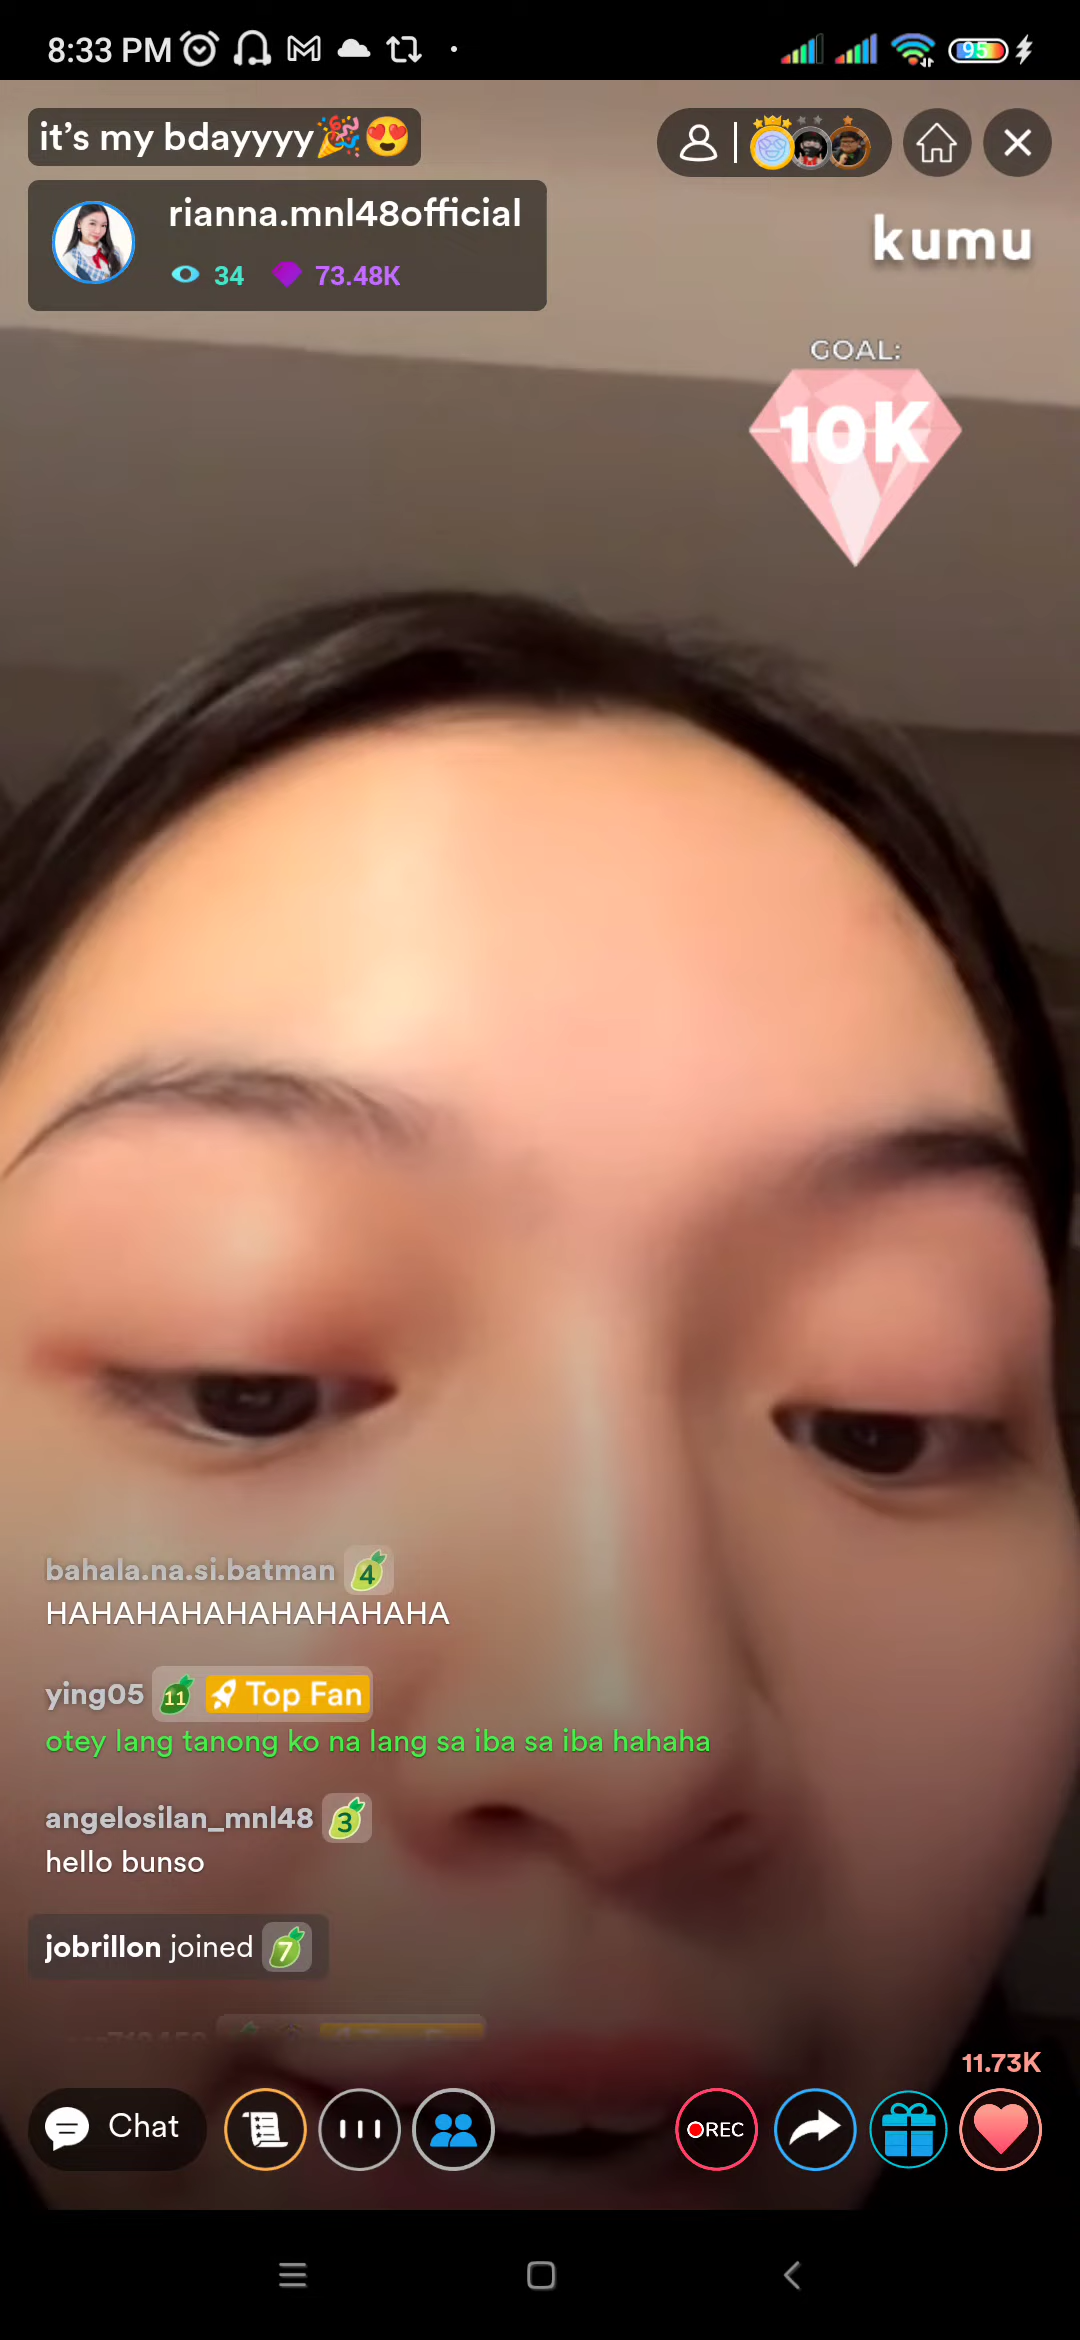 8:33 PM
95
it's my bdayyyy🎉😍
rianna.mnl48official
34 73.48K
kumu
GOAL:
10K
bahala.na.si.batman 4
HAHAHAHAHAHAHAHAHA
ying05 11 Top Fan
otey lang tanong ko na lang sa iba sa iba hahaha
angelosilan_mnl48 3
hello bunso
jobrillon joined 7
11.73K
Chat
REC